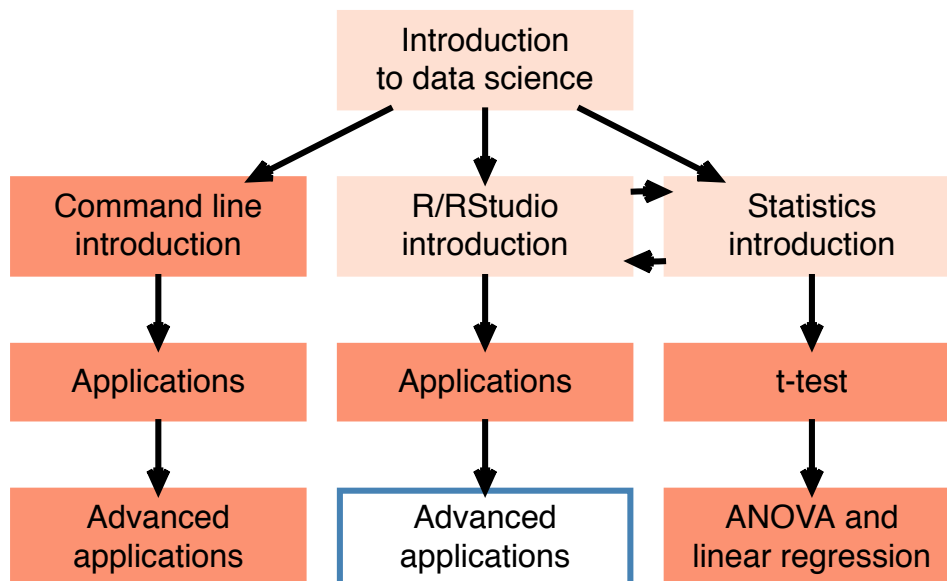 Introduction
to data science
Command line
introduction
R/RStudio
introduction
Statistics
introduction
Applications
Applications
t-test
Advanced
applications
Advanced
applications
ANOVA and
linear regression